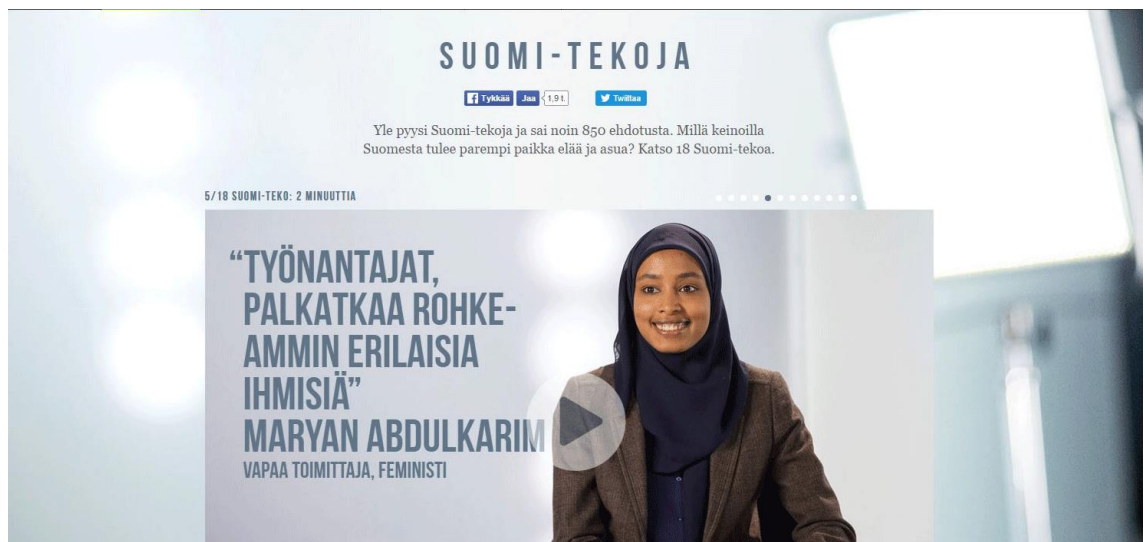 SUOMI-TEKOJA
Tykkää Jaa 1,9 t. Twiittaa
Yle pyysi Suomi-tekoja ja sai noin 850 ehdotusta. Millä keinoilla
Suomesta tulee parempi paikka elää ja asua? Katso 18 Suomi-tekoa.
5/18 SUOMI-TEKO: 2 MINUUTTIA
“TYÖNANTAJAT,
PALKATKAA ROHKE-
AMMIN ERILAISIA
IHMISIÄ”
MARYAN ABDULKARIM
VAPAA TOIMITTAJA, FEMINISTI